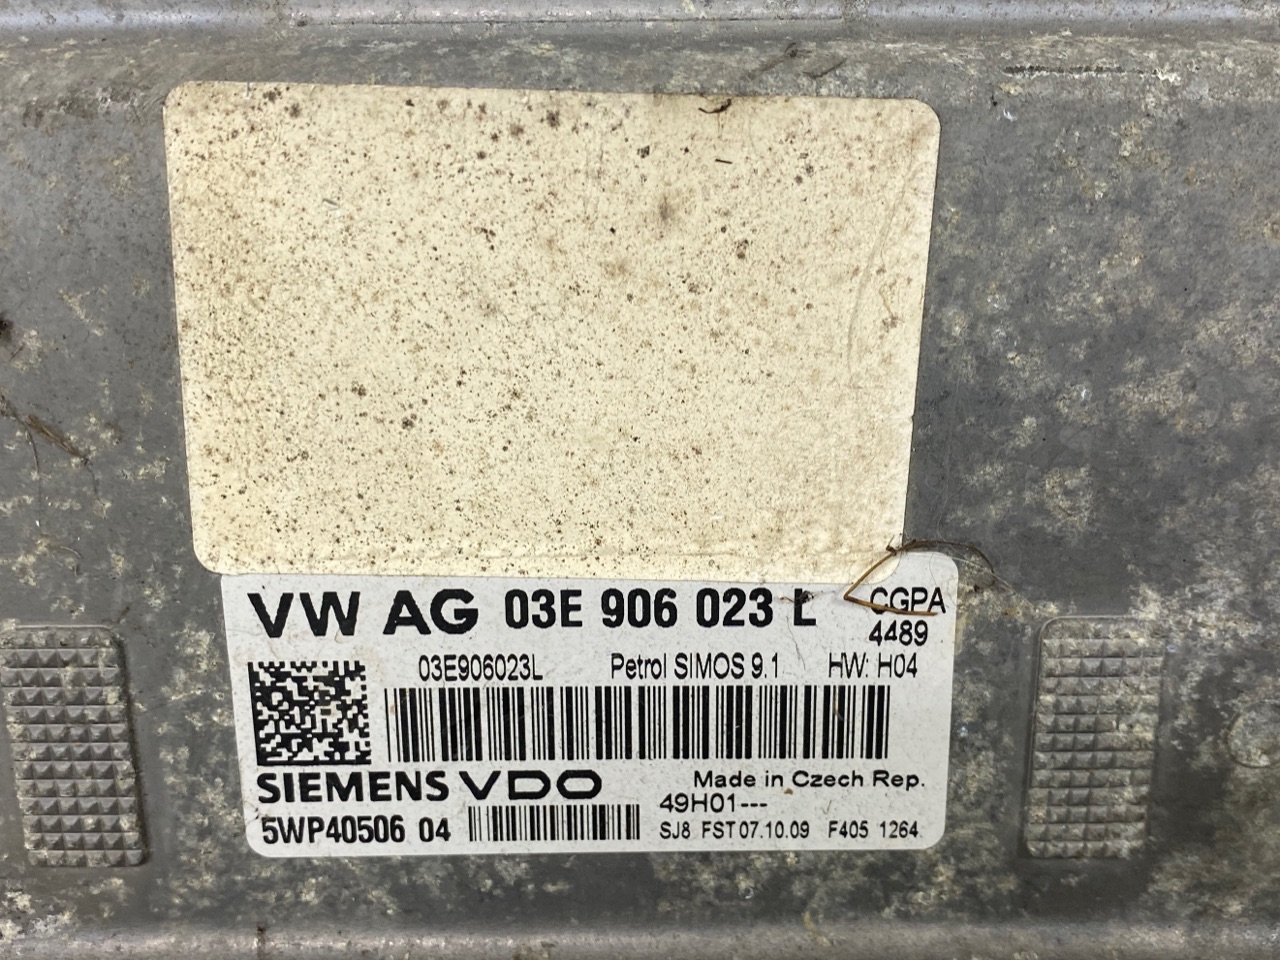 VW AG 03E 906 023 L CGPA
4489
03E906023L Petrol SIMOS 9.1 HW: H04
SIEMENS VDO Made in Czech Rep.
49H01---
5WP40506 04 SJ8 FST 07.10.09 F405 1264